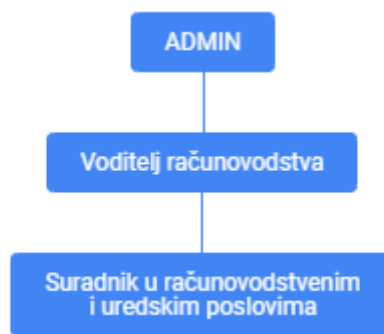 ADMIN
Voditelj računovodstva
Suradnik u računovodstvenim
i uredskim poslovima